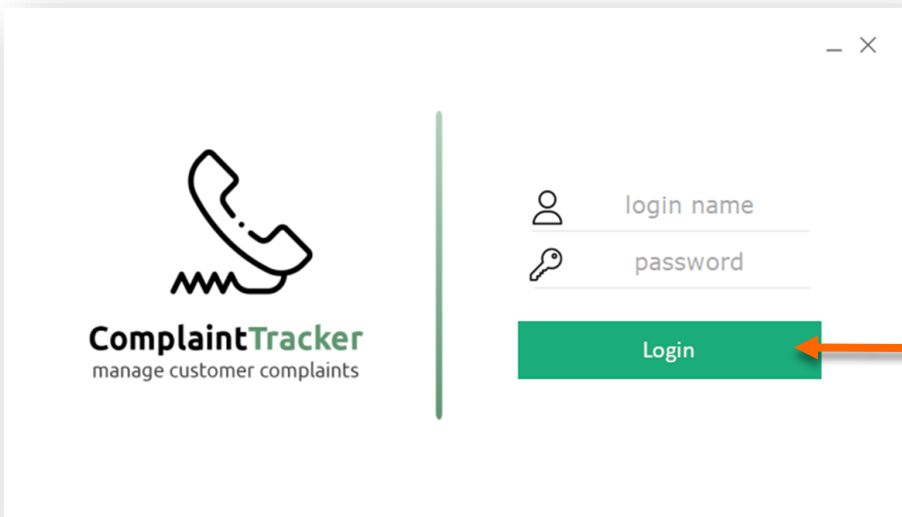 ComplaintTracker
manage customer complaints
login name
password
Login